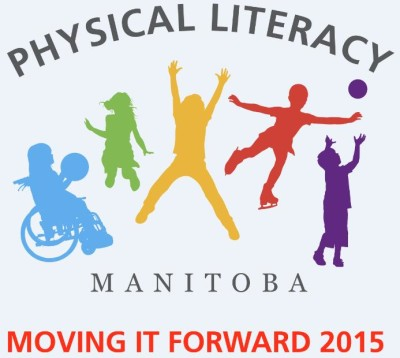 PHYSICAL LITERACY
MANITOBA
MOVING IT FORWARD 2015